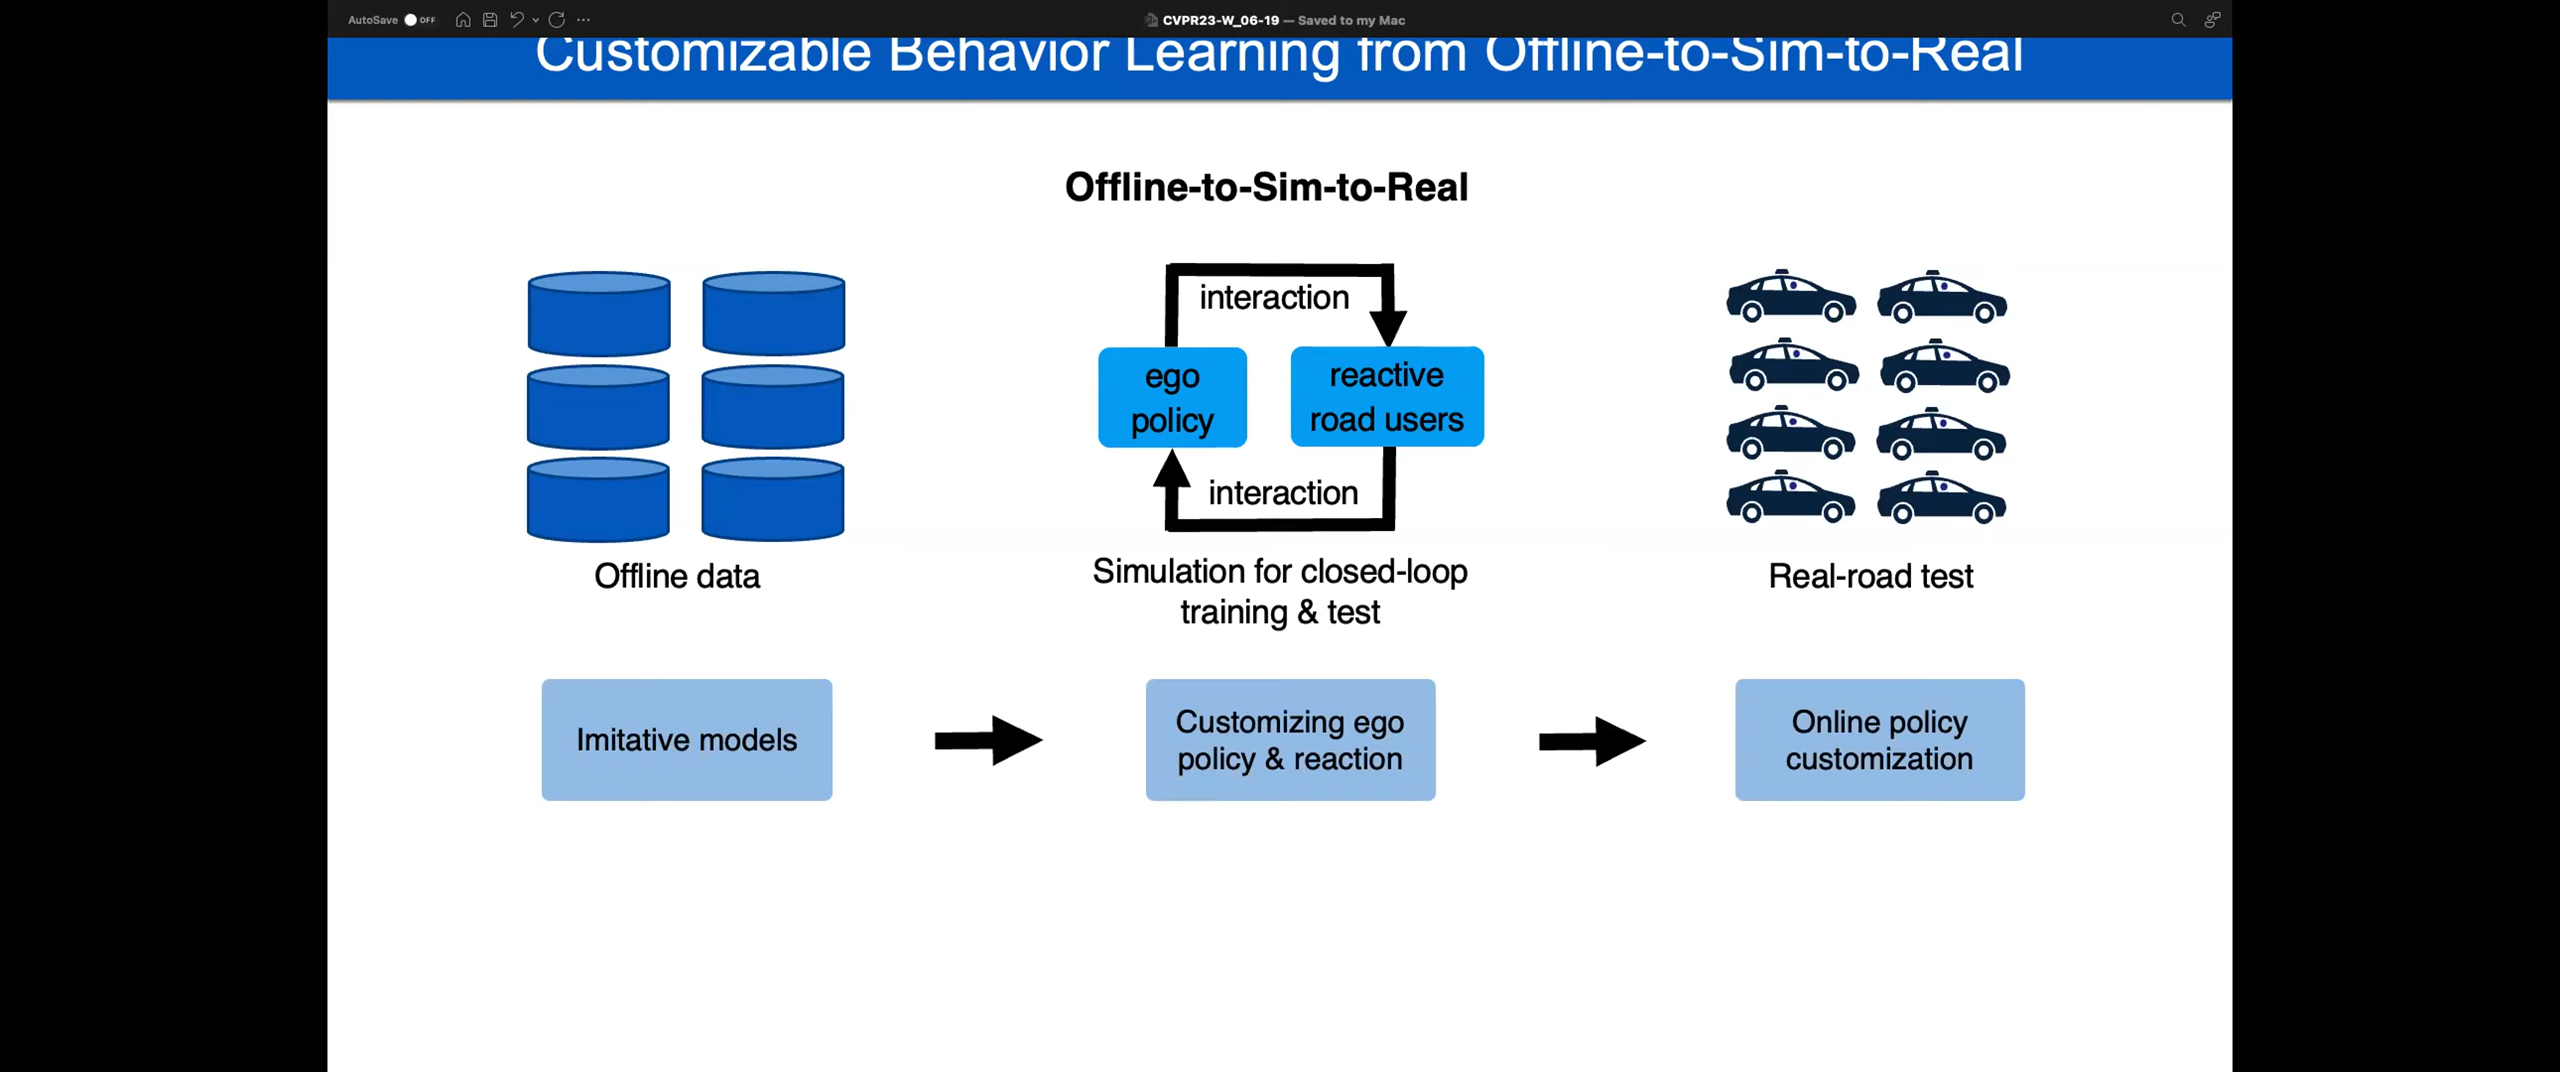 AutoSave OFF
CVPR23-W_06-19 — Saved to my Mac
Customizable Behavior Learning from Offline-to-Sim-to-Real
Offline-to-Sim-to-Real
interaction
ego
policy
reactive
road users
interaction
Offline data
Simulation for closed-loop
training & test
Real-road test
Imitative models
Customizing ego
policy & reaction
Online policy
customization